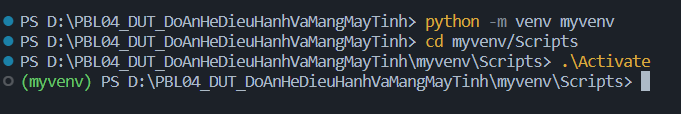 PS D:\PBL04_DUT_DoAnHeDieuHanhVaMangMayTinh> python -m venv myvenv
PS D:\PBL04_DUT_DoAnHeDieuHanhVaMangMayTinh> cd myvenv/Scripts
PS D:\PBL04_DUT_DoAnHeDieuHanhVaMangMayTinh\myvenv\Scripts> .\Activate
(myvenv) PS D:\PBL04_DUT_DoAnHeDieuHanhVaMangMayTinh\myvenv\Scripts>